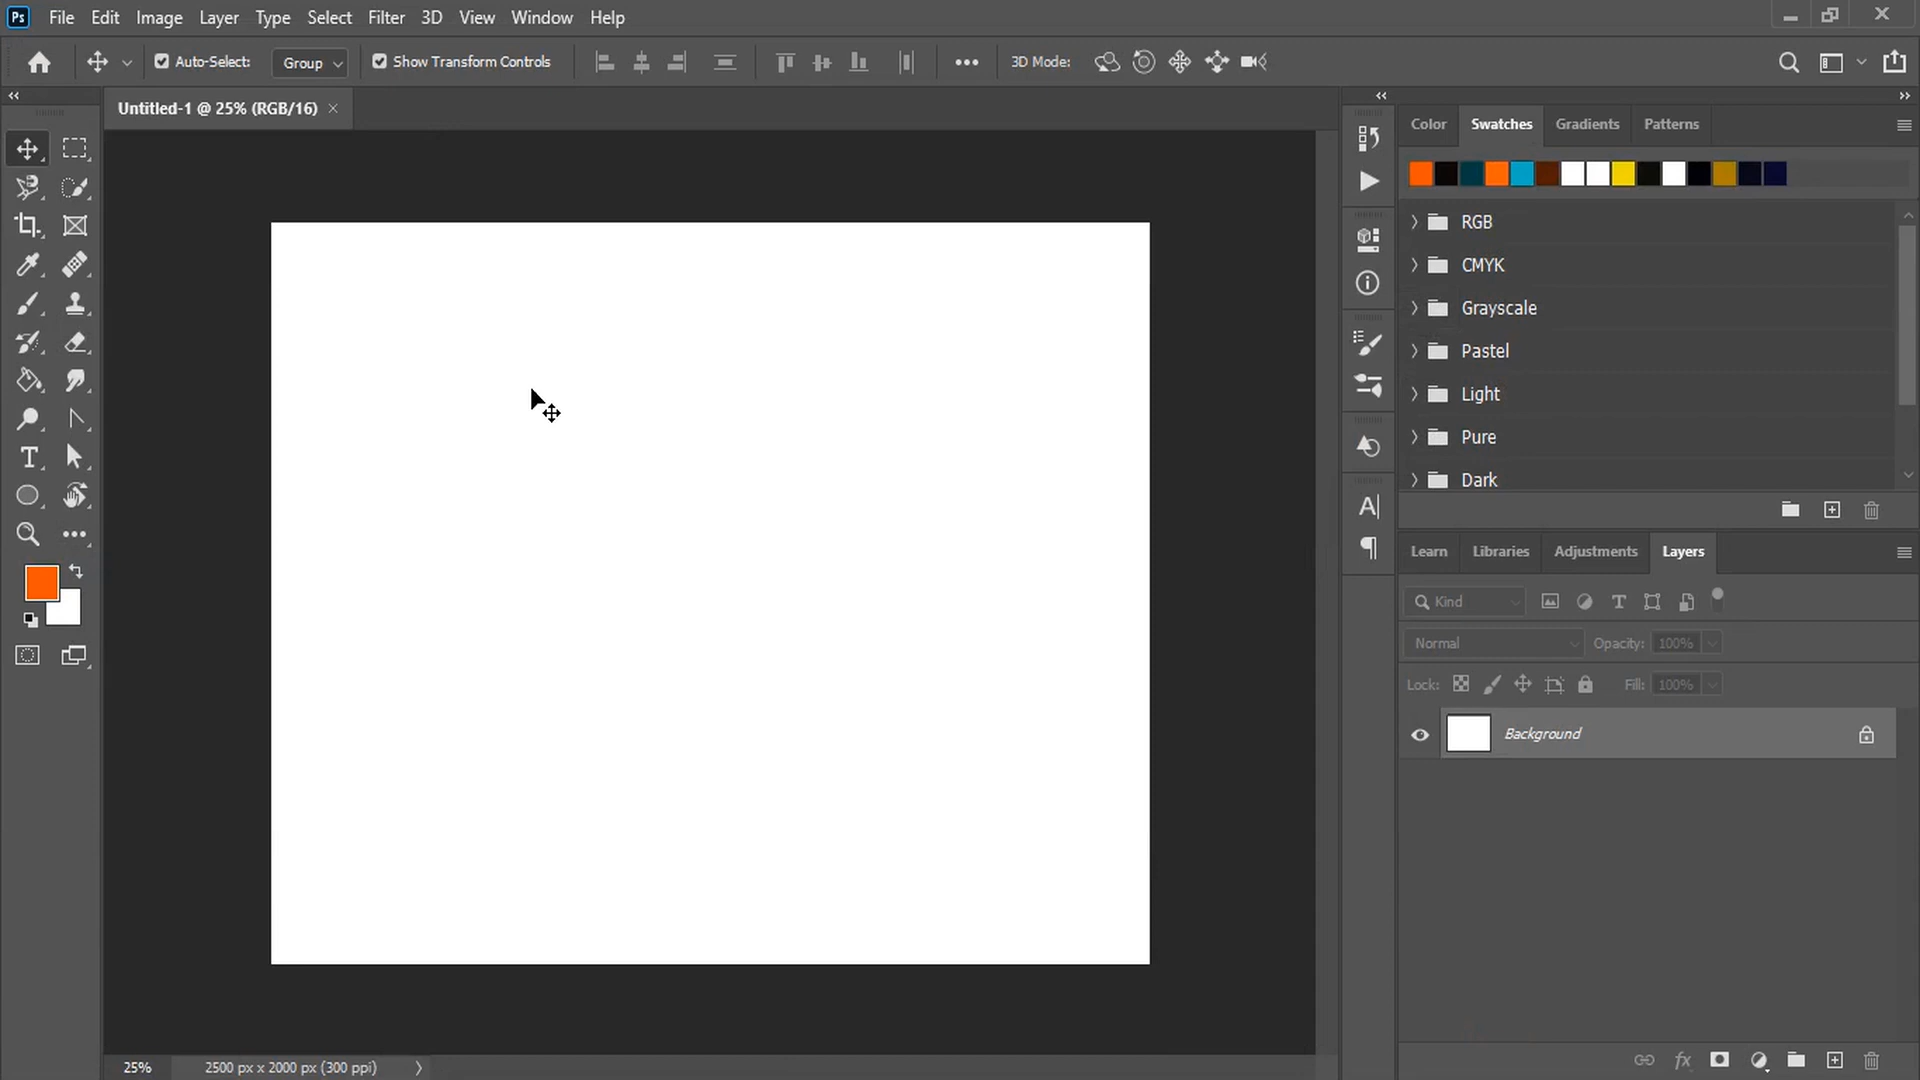 Ps File Edit Image Layer Type Select Filter 3D View Window Help
Auto-Select: Group Show Transform Controls 3D Mode:
Untitled-1 @ 25% (RGB/16)
Color Swatches Gradients Patterns
RGB
CMYK
Grayscale
Pastel
Light
Pure
Dark
Learn Libraries Adjustments Layers
Kind
Normal Opacity: 100%
Lock: Fill: 100%
Background
25% 2500 px x 2000 px (300 ppi)